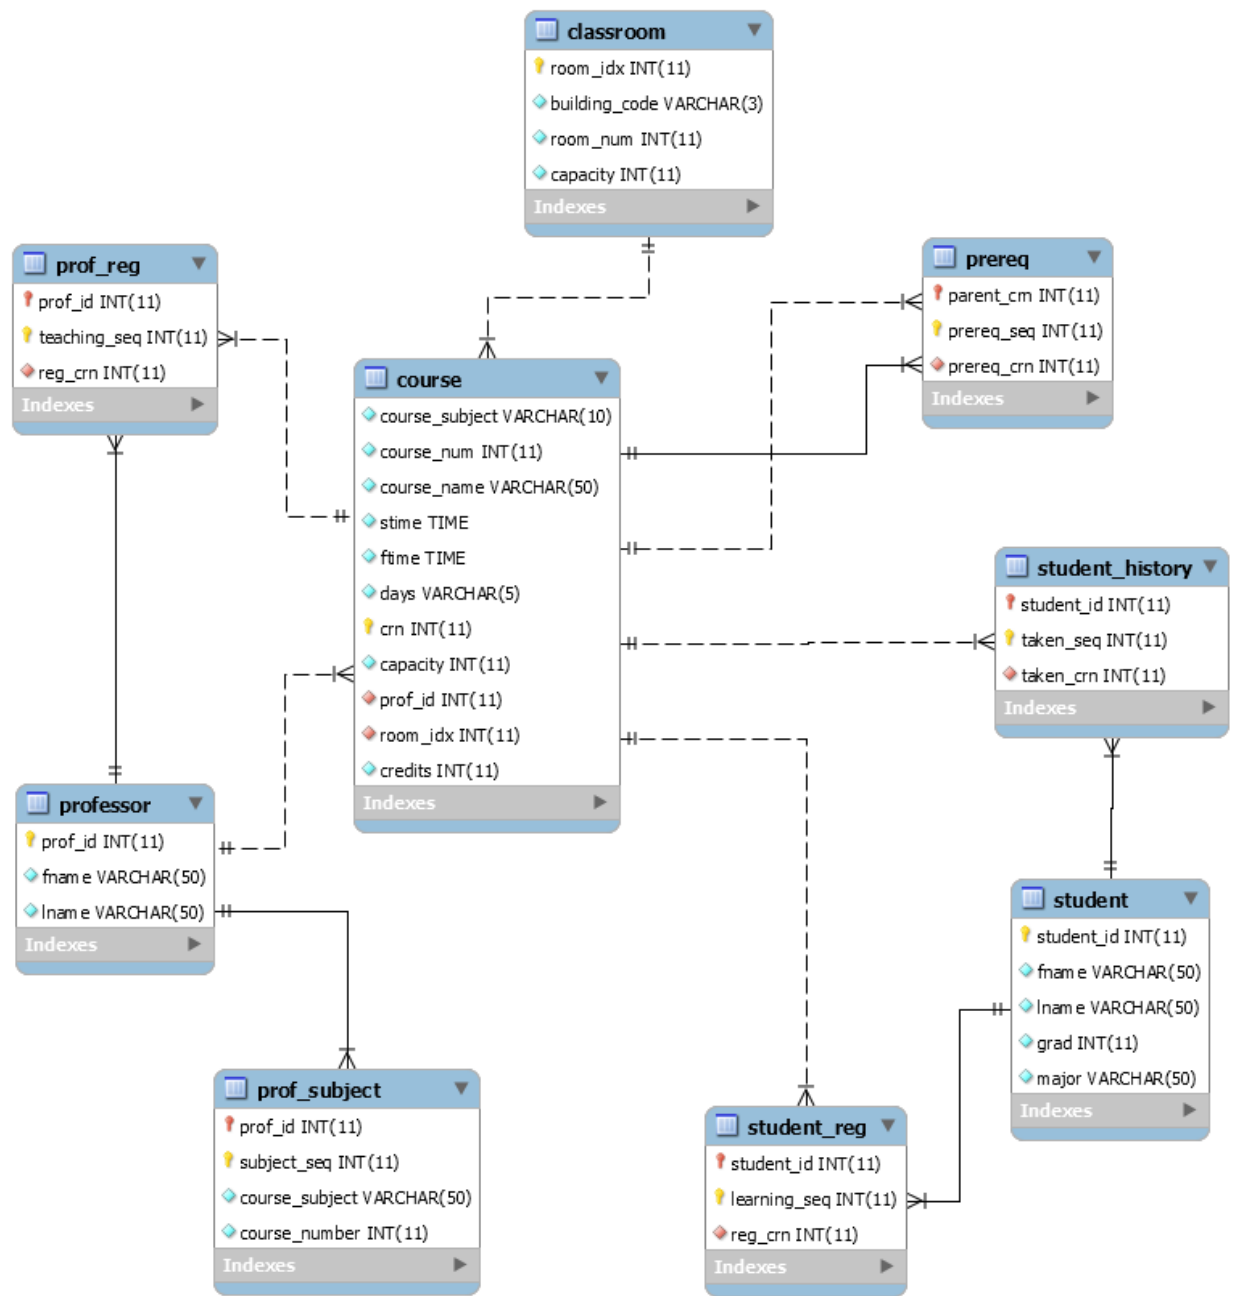 classroom
room_idx INT(11)
building_code VARCHAR(3)
room_num INT(11)
capacity INT(11)
Indexes
prof_reg
prof_id INT(11)
teaching_seq INT(11)
reg_crn INT(11)
Indexes
prereq
parent_crn INT(11)
prereq_seq INT(11)
prereq_crn INT(11)
Indexes
course
course_subject VARCHAR(10)
course_num INT(11)
course_name VARCHAR(50)
stime TIME
ftime TIME
days VARCHAR(5)
crn INT(11)
capacity INT(11)
prof_id INT(11)
room_idx INT(11)
credits INT(11)
Indexes
student_history
student_id INT(11)
taken_seq INT(11)
taken_crn INT(11)
Indexes
professor
prof_id INT(11)
fname VARCHAR(50)
lname VARCHAR(50)
Indexes
student
student_id INT(11)
fname VARCHAR(50)
lname VARCHAR(50)
grad INT(11)
major VARCHAR(50)
Indexes
prof_subject
prof_id INT(11)
subject_seq INT(11)
course_subject VARCHAR(50)
course_number INT(11)
Indexes
student_reg
student_id INT(11)
learning_seq INT(11)
reg_crn INT(11)
Indexes